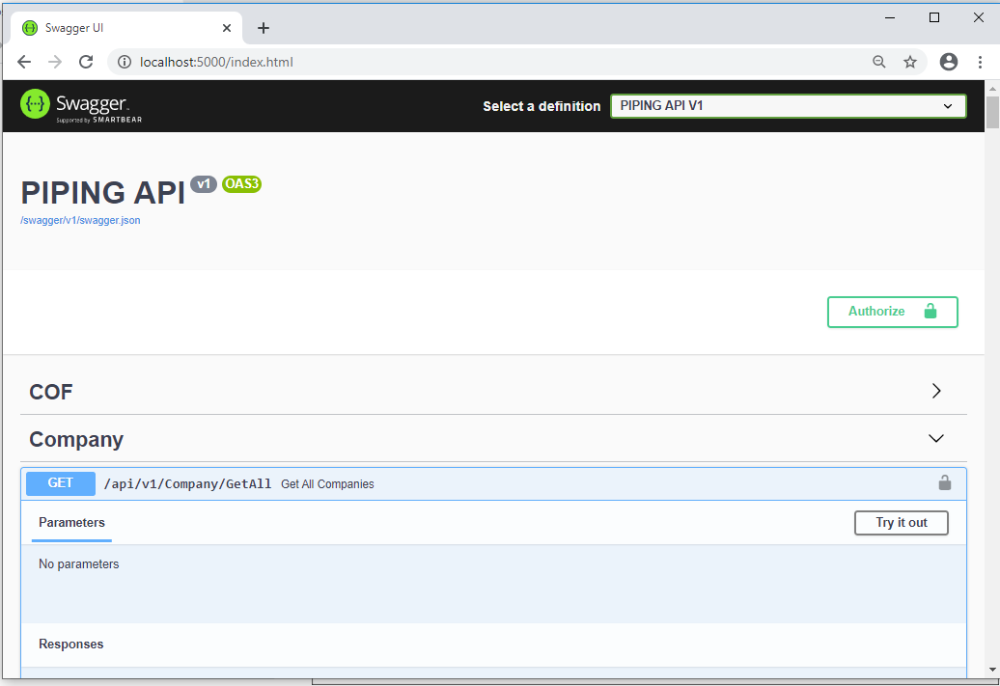 Swagger UI
localhost:5000/index.html
{···} Swagger™
Supported by SMARTBEAR
Select a definition PIPING API V1
PIPING API v1 OAS3
/swagger/v1/swagger.json
Authorize
COF
Company
GET /api/v1/Company/GetAll Get All Companies
Parameters Try it out
No parameters
Responses